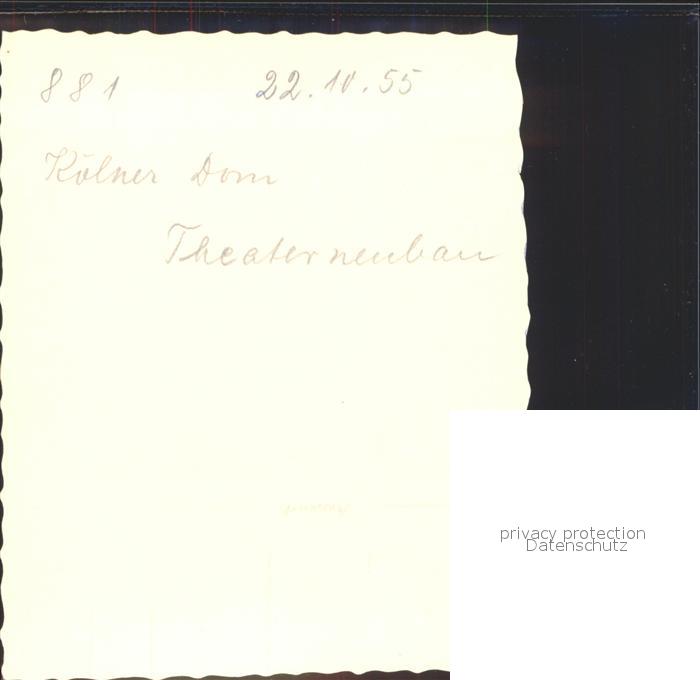 881 22.10.55
Kölner Dom
Theaterneubau
privacy protection
Datenschutz